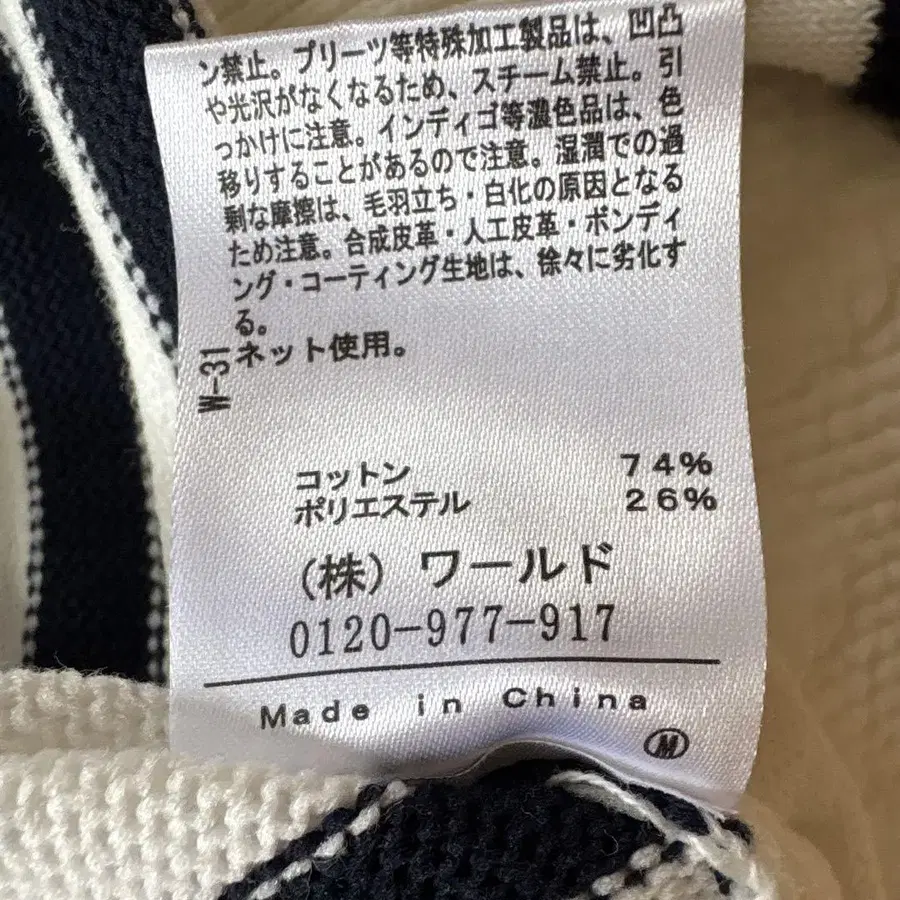 ン禁止。プリーツ等特殊加工製品は、凹凸
や光沢がなくなるため、スチーム禁止。引
っかけに注意。インディゴ等濃色品は、色
移りすることがあるので注意。湿潤での過
剰な摩擦は、毛羽立ち・白化の原因となる
ため注意。合成皮革・人工皮革・ボンディ
ング・コーティング生地は、徐々に劣化す
る。
ネット使用。
W-31
コットン 74%
ポリエステル 26%
(株) ワールド
0120-977-917
Made in China
M